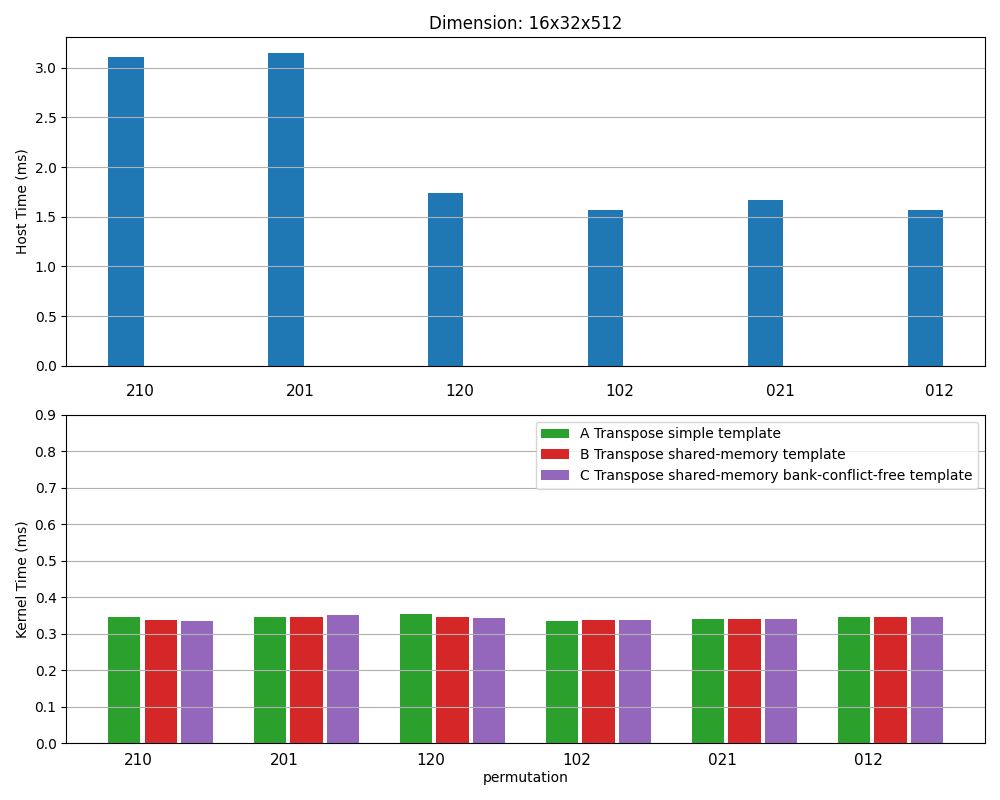 Dimension: 16x32x512
Host Time (ms)
3.0
2.5
2.0
1.5
1.0
0.5
0.0
210 201 120 102 021 012
Kernel Time (ms)
0.9
0.8
0.7
0.6
0.5
0.4
0.3
0.2
0.1
0.0
A Transpose simple template
B Transpose shared-memory template
C Transpose shared-memory bank-conflict-free template
210 201 120 102 021 012
permutation